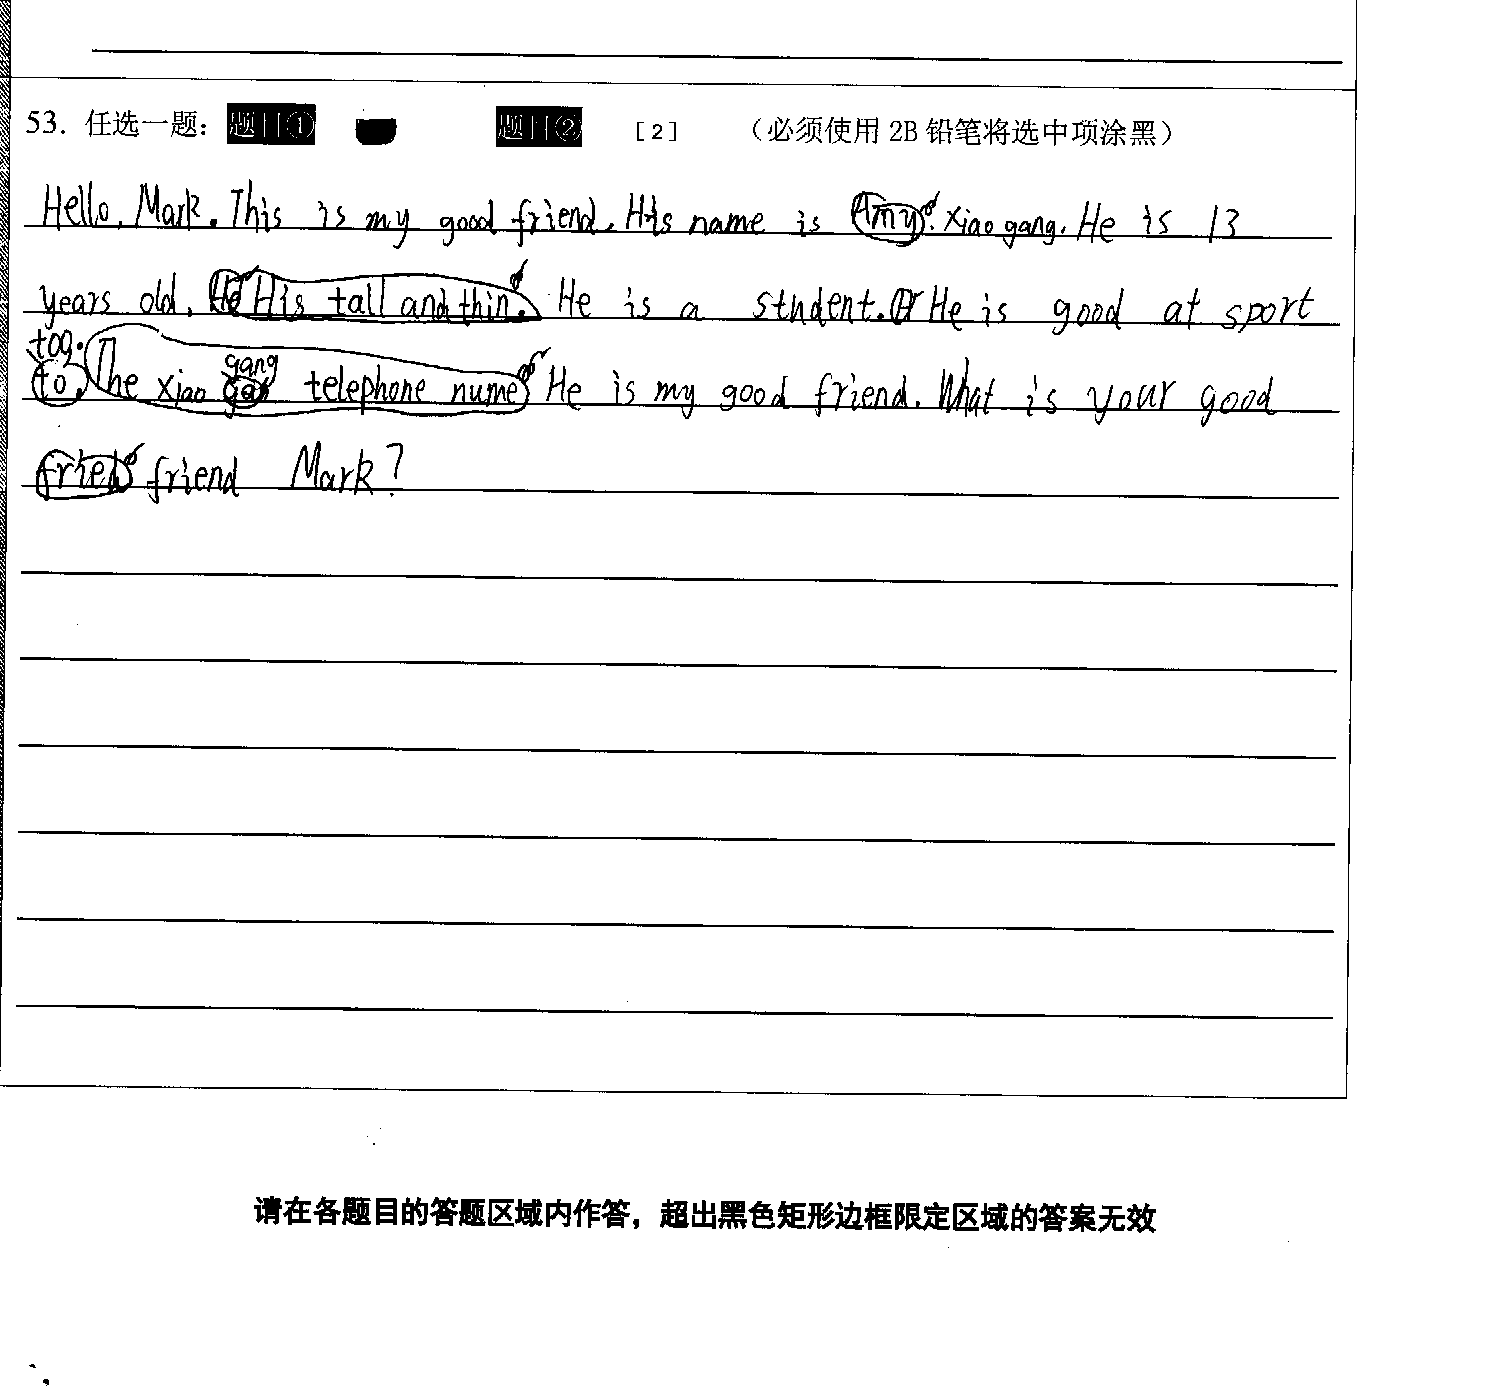 53. 任选一题： 题目① 题目② [2] （必须使用 2B 铅笔将选中项涂黑）
Hello, Mark. This is my good friend. His name is Amy. Xiao gang. He is 13
years old. He His tall and thin. He is a student. He is good at sport
tog.
to. The xiao gang telephone nume He is my good friend. What is your good
frien friend Mark?
请在各题目的答题区域内作答，超出黑色矩形边框限定区域的答案无效